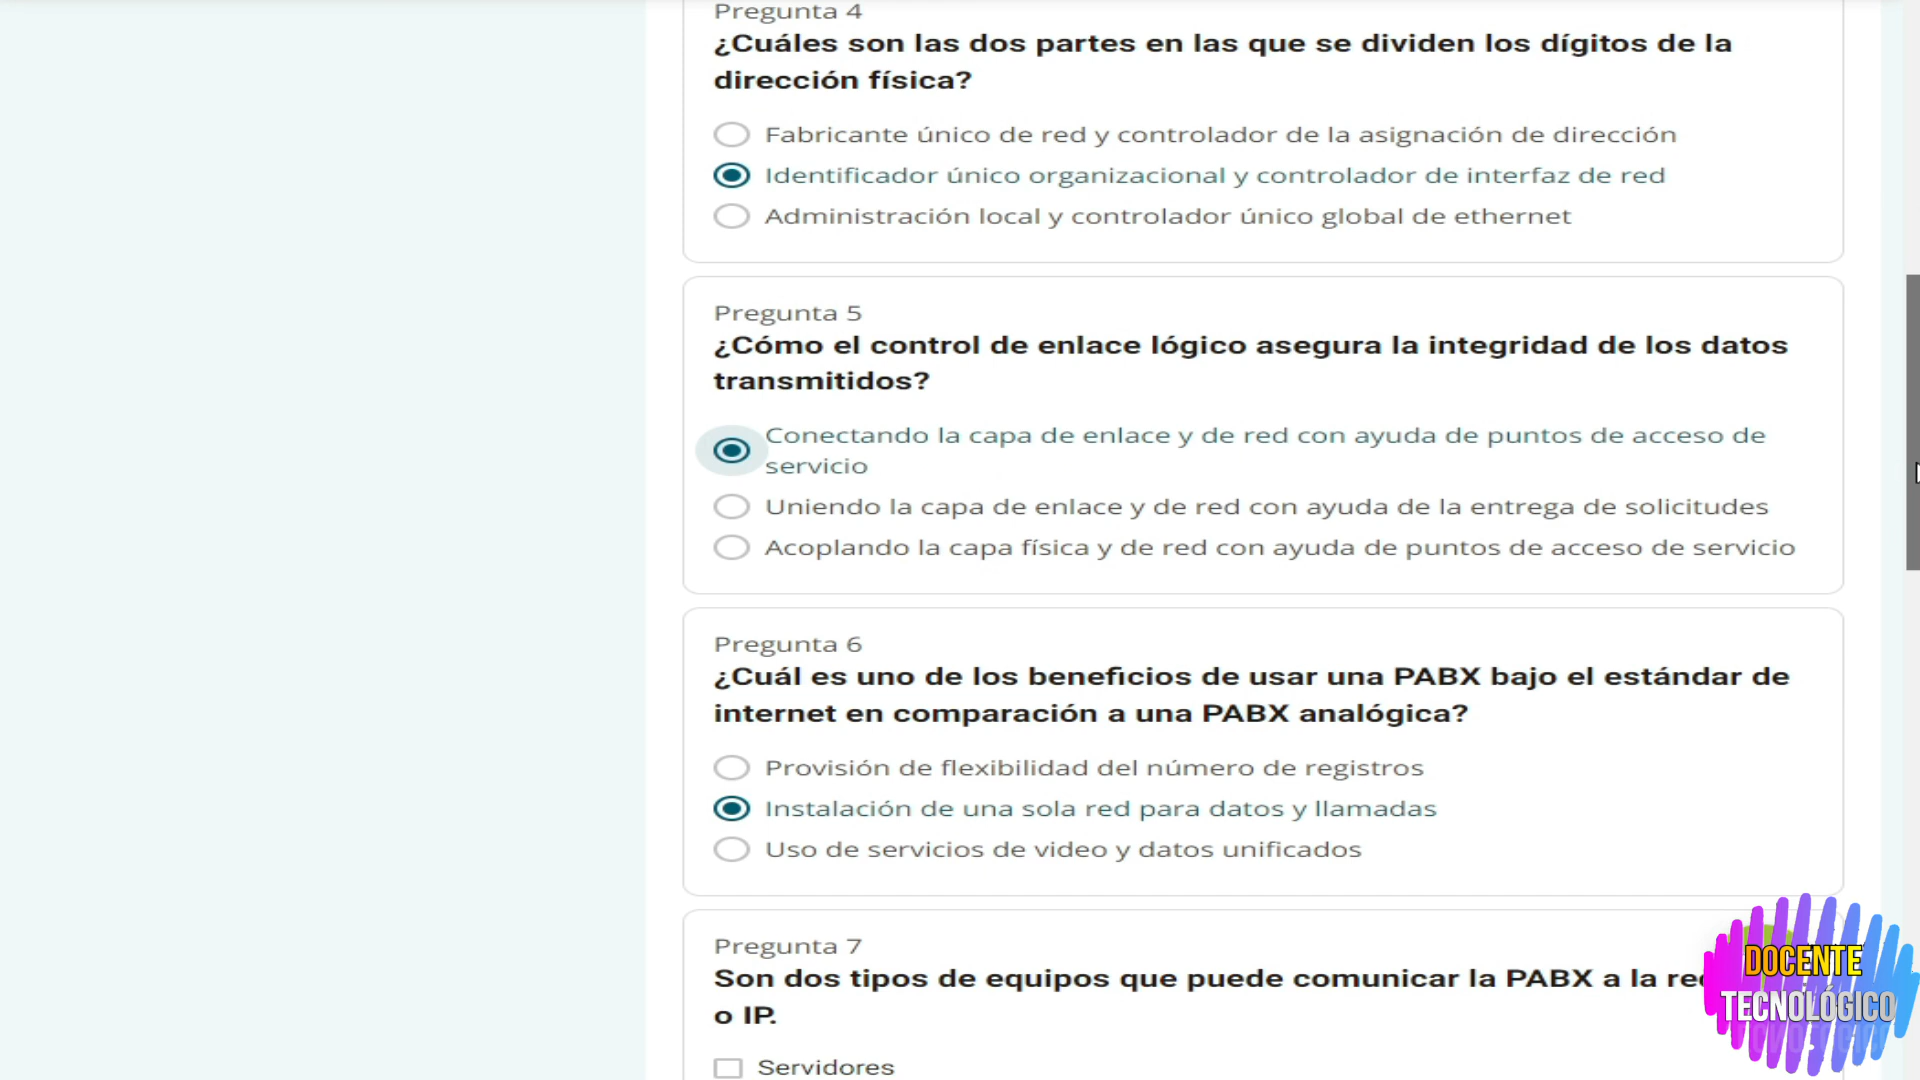 Pregunta 4
¿Cuáles son las dos partes en las que se dividen los dígitos de la
dirección física?
Fabricante único de red y controlador de la asignación de dirección
Identificador único organizacional y controlador de interfaz de red
Administración local y controlador único global de ethernet
Pregunta 5
¿Cómo el control de enlace lógico asegura la integridad de los datos
transmitidos?
Conectando la capa de enlace y de red con ayuda de puntos de acceso de
servicio
Uniendo la capa de enlace y de red con ayuda de la entrega de solicitudes
Acoplando la capa física y de red con ayuda de puntos de acceso de servicio
Pregunta 6
¿Cuál es uno de los beneficios de usar una PABX bajo el estándar de
internet en comparación a una PABX analógica?
Provisión de flexibilidad del número de registros
Instalación de una sola red para datos y llamadas
Uso de servicios de video y datos unificados
Pregunta 7
Son dos tipos de equipos que puede comunicar la PABX a la
o IP.
Servidores
DOCENTE
TECNOLÓGICO